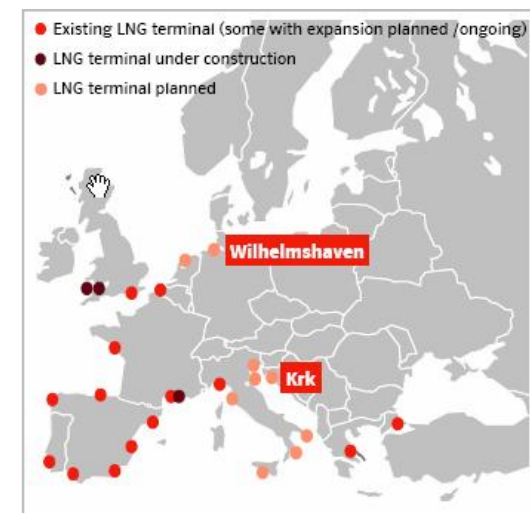 Existing LNG terminal (some with expansion planned /ongoing)
LNG terminal under construction
LNG terminal planned
Wilhelmshaven
Krk